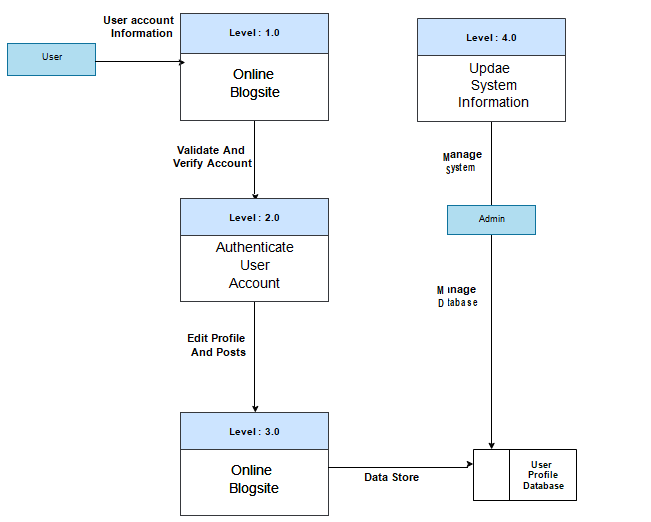 User account
Information
User
Level : 1.0
Online
Blogsite
Validate And
Verify Account
Level : 2.0
Authenticate
User
Account
Edit Profile
And Posts
Level : 3.0
Online
Blogsite
Data Store
Level : 4.0
Updae
System
Information
Manage
System
Admin
Manage
Database
User
Profile
Database